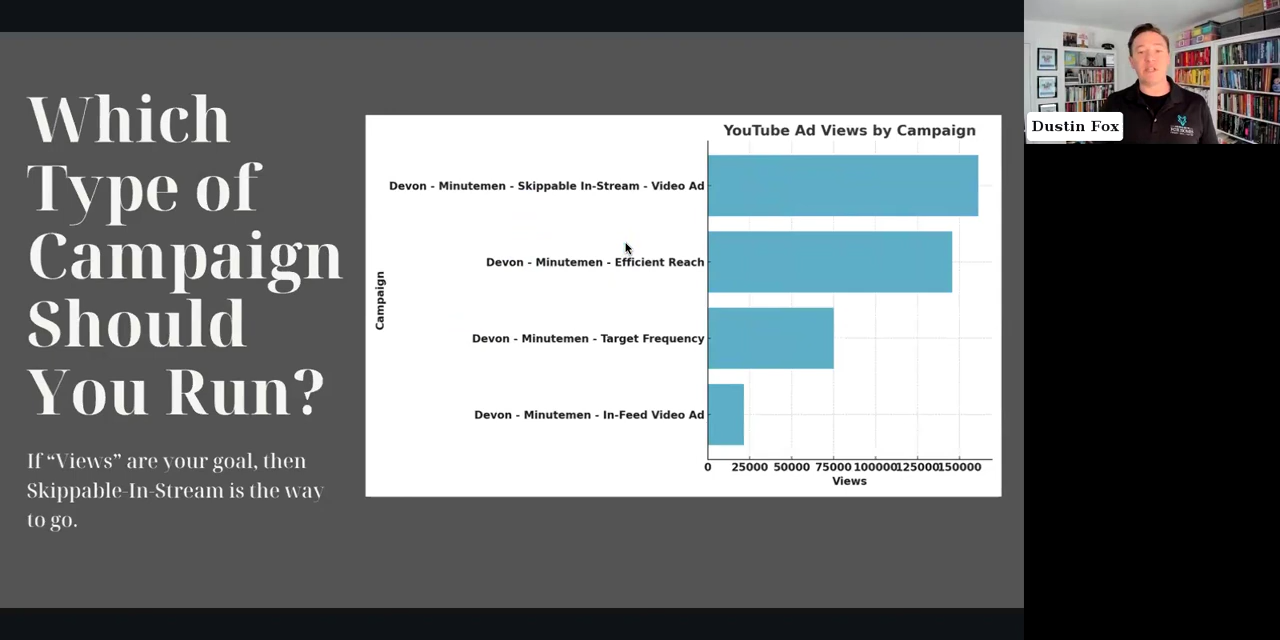 Which
Type of
Campaign
Should
You Run?
If “Views” are your goal, then
Skippable-In-Stream is the way
to go.
YouTube Ad Views by Campaign
Campaign
Devon - Minutemen - Skippable In-Stream - Video Ad
Devon - Minutemen - Efficient Reach
Devon - Minutemen - Target Frequency
Devon - Minutemen - In-Feed Video Ad
0 25000 50000 75000 100000 125000 150000
Views
Dustin Fox